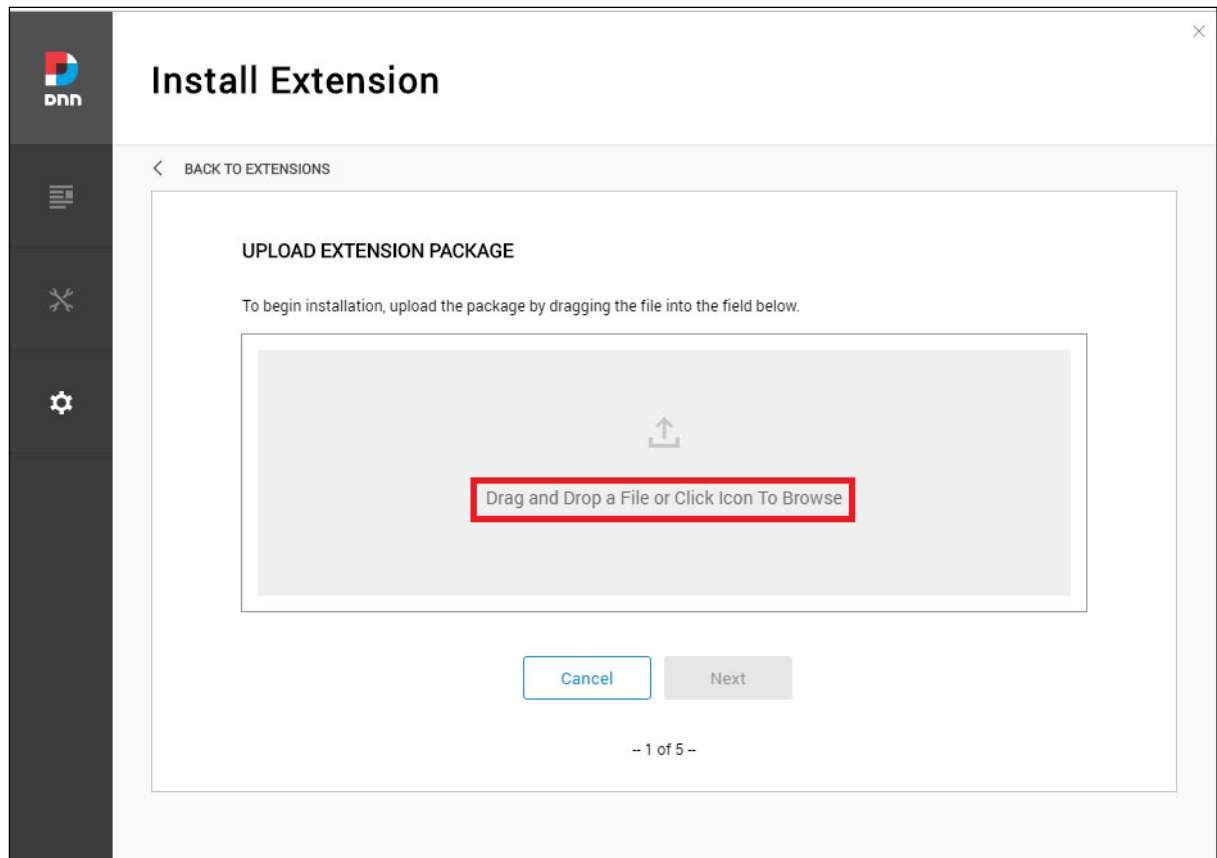 Install Extension
DNN
BACK TO EXTENSIONS
UPLOAD EXTENSION PACKAGE
To begin installation, upload the package by dragging the file into the field below.
Drag and Drop a File or Click Icon To Browse
Cancel Next
-- 1 of 5 --